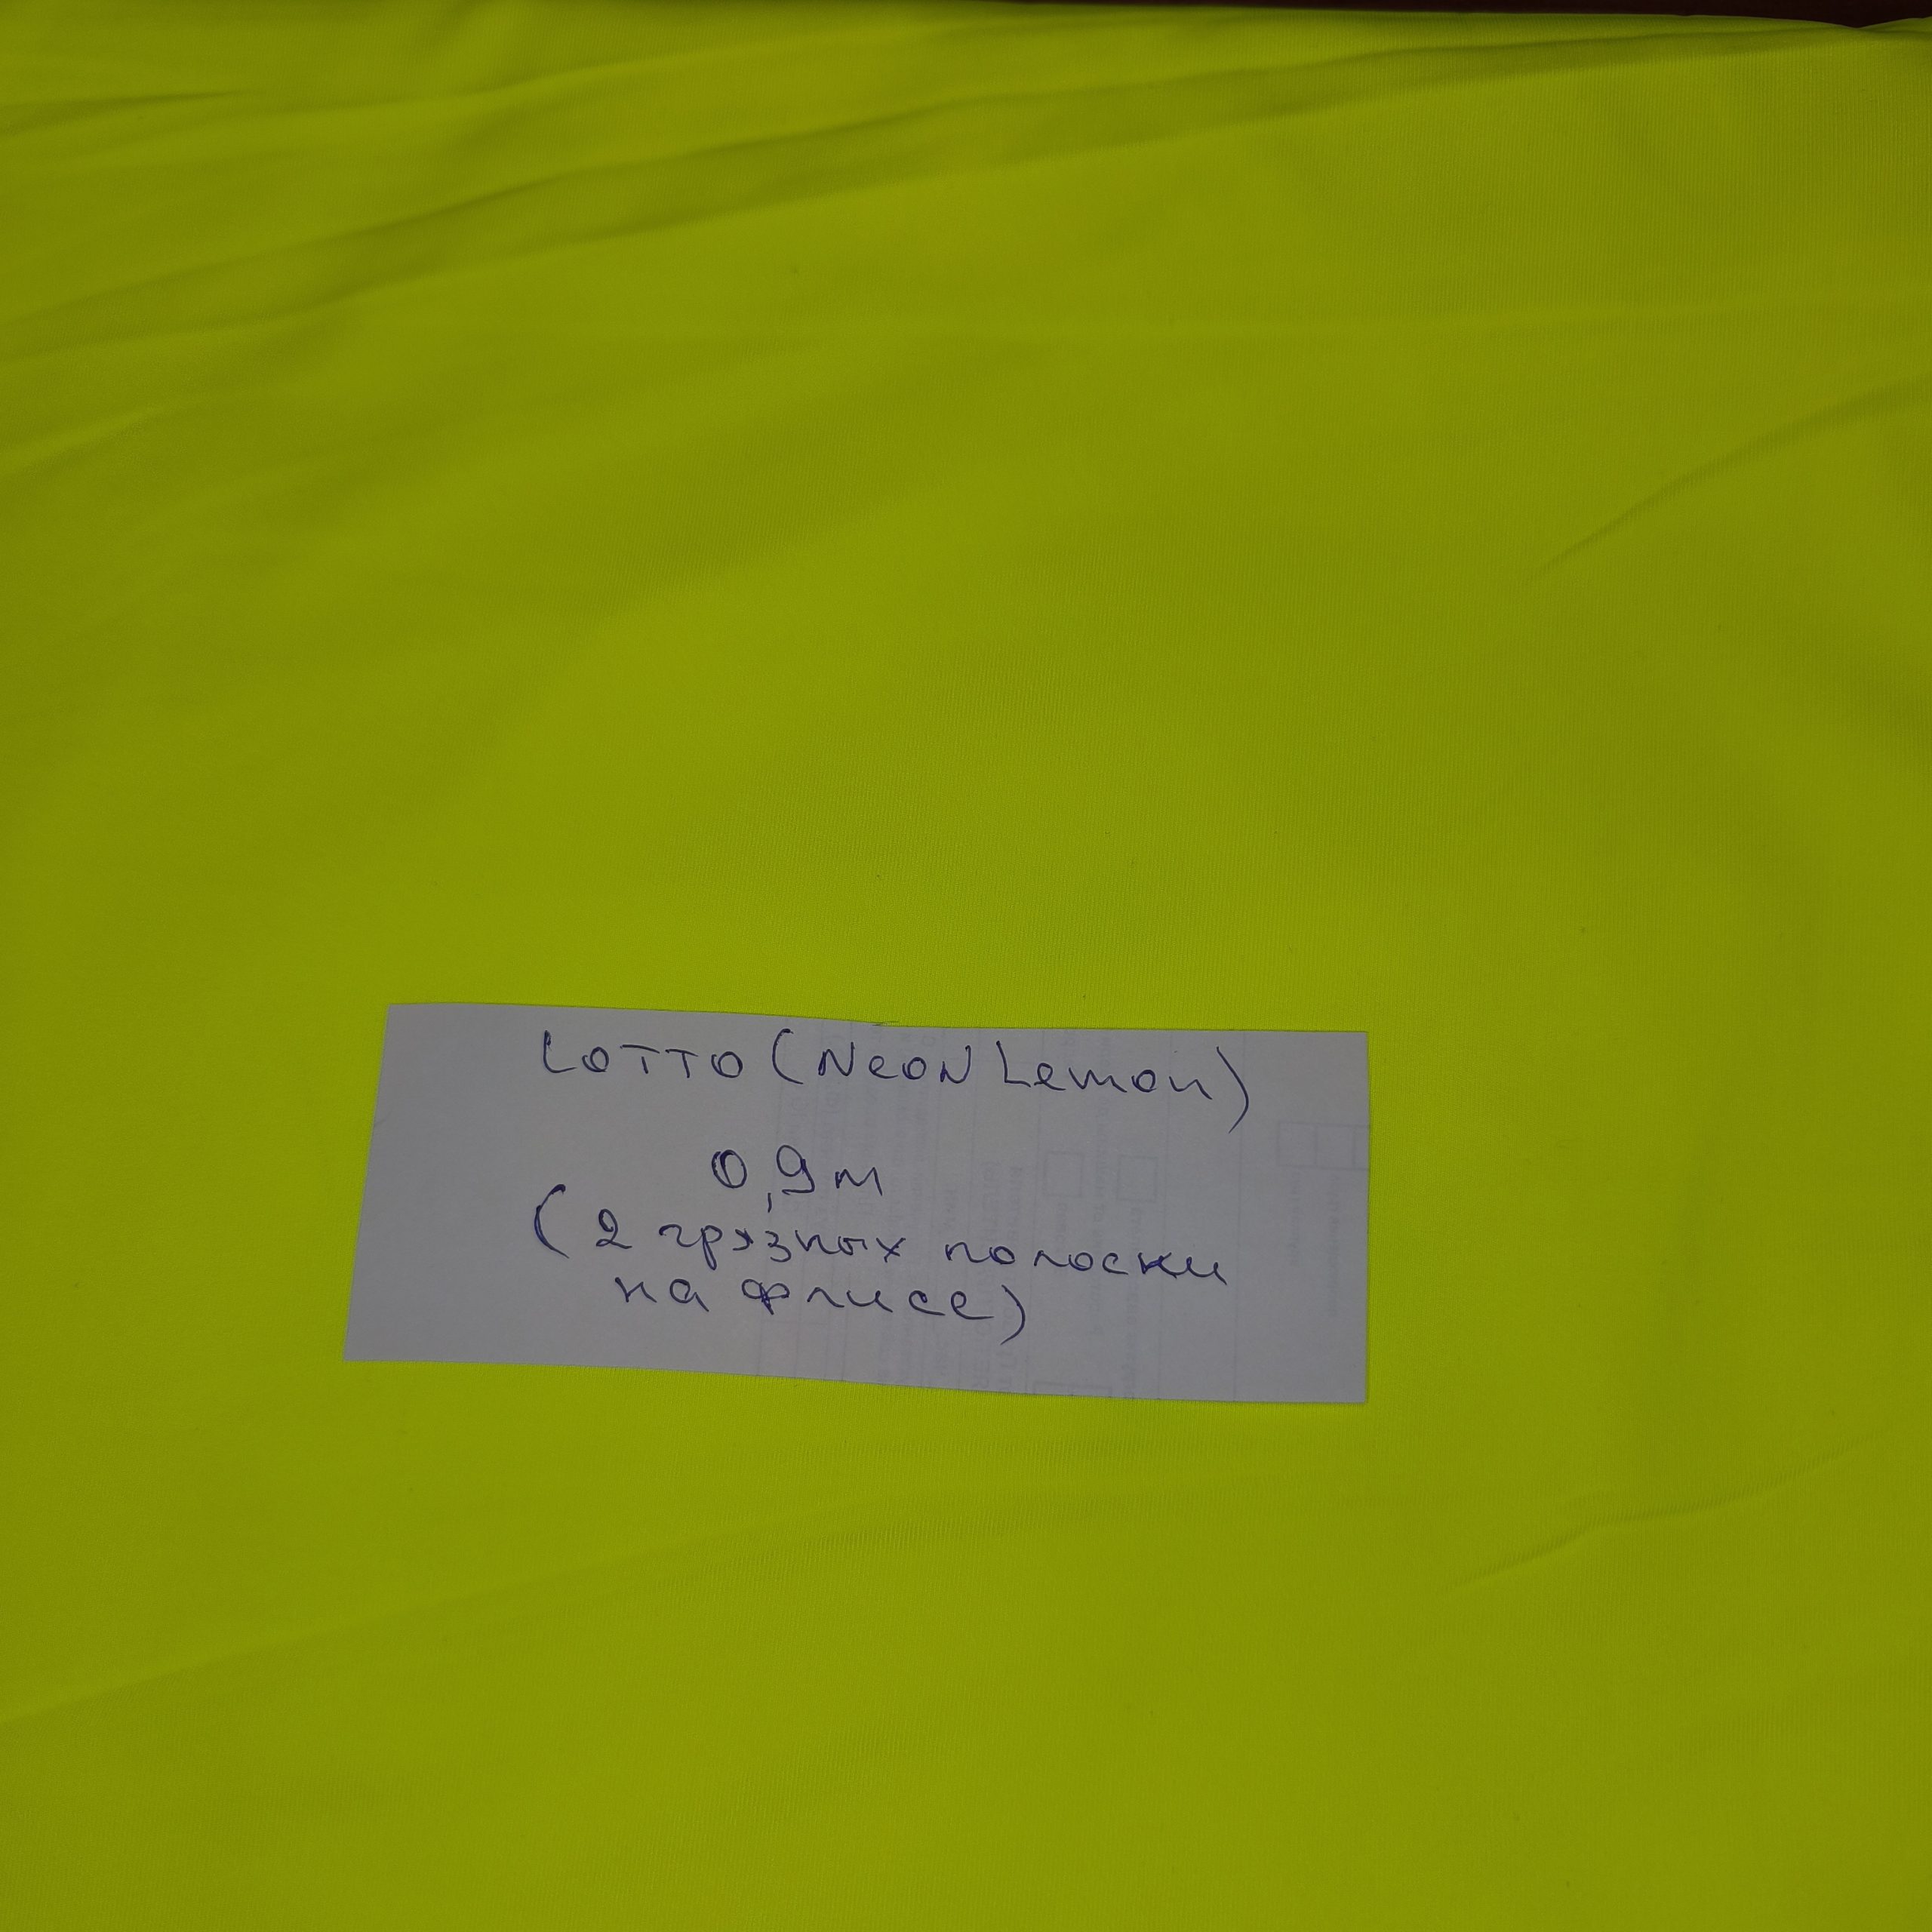 LOTTO (Neon Lemon)
0,9м
(2 грязных полоски
на флисе)